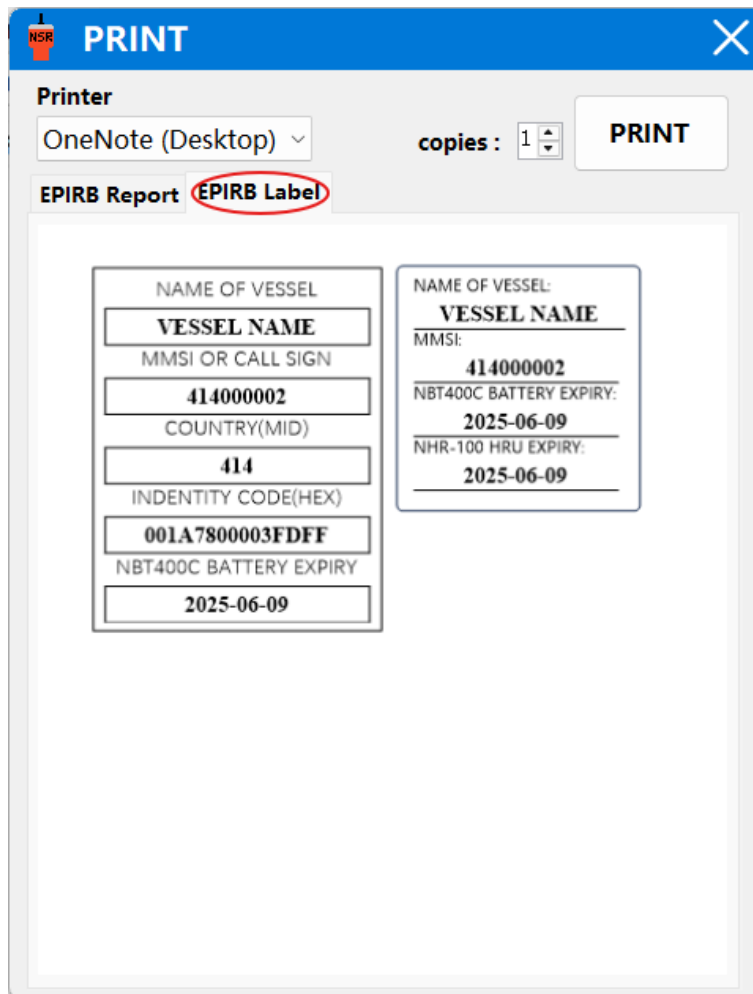 NSR
PRINT
Printer
OneNote (Desktop)
copies :
1
PRINT
EPIRB Report
EPIRB Label
NAME OF VESSEL
VESSEL NAME
MMSI OR CALL SIGN
414000002
COUNTRY(MID)
414
INDENTITY CODE(HEX)
001A7800003FDFF
NBT400C BATTERY EXPIRY
2025-06-09
NAME OF VESSEL:
VESSEL NAME
MMSI:
414000002
NBT400C BATTERY EXPIRY:
2025-06-09
NHR-100 HRU EXPIRY:
2025-06-09